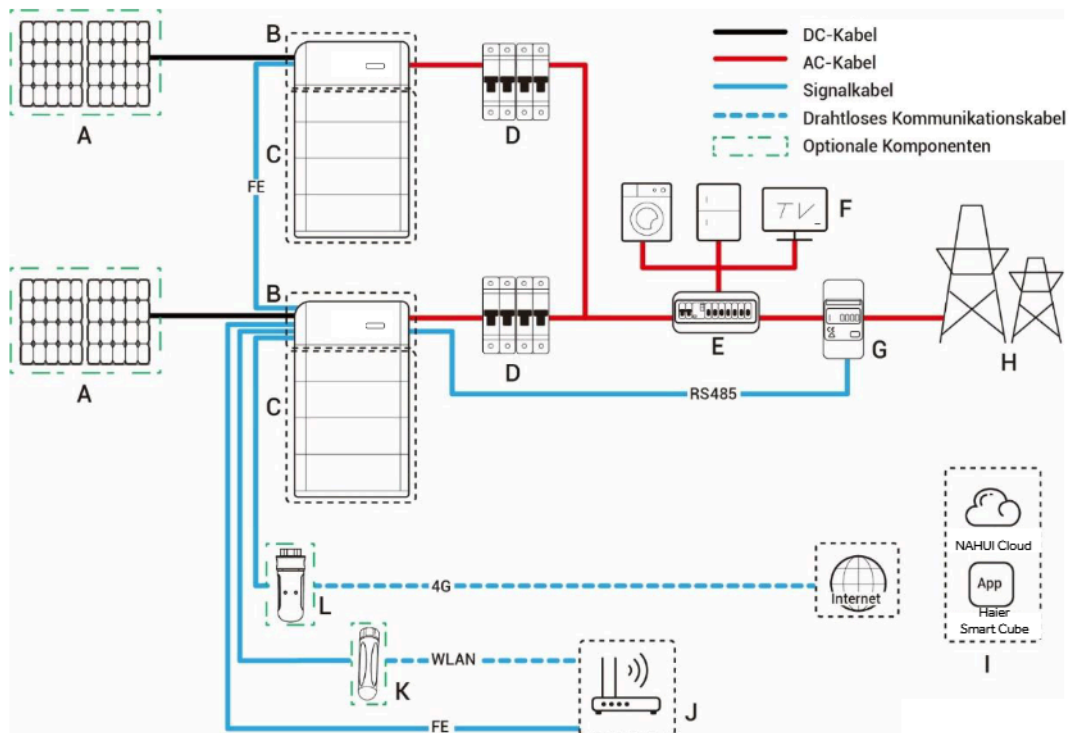 DC-Kabel
AC-Kabel
Signalkabel
Drahtloses Kommunikationskabel
Optionale Komponenten
A
B
C
D
FE
TV
F
A
B
C
D
E
0000
G
H
RS485
L
4G
Internet
NAHUI Cloud
App
Haier
Smart Cube
I
K
WLAN
J
FE